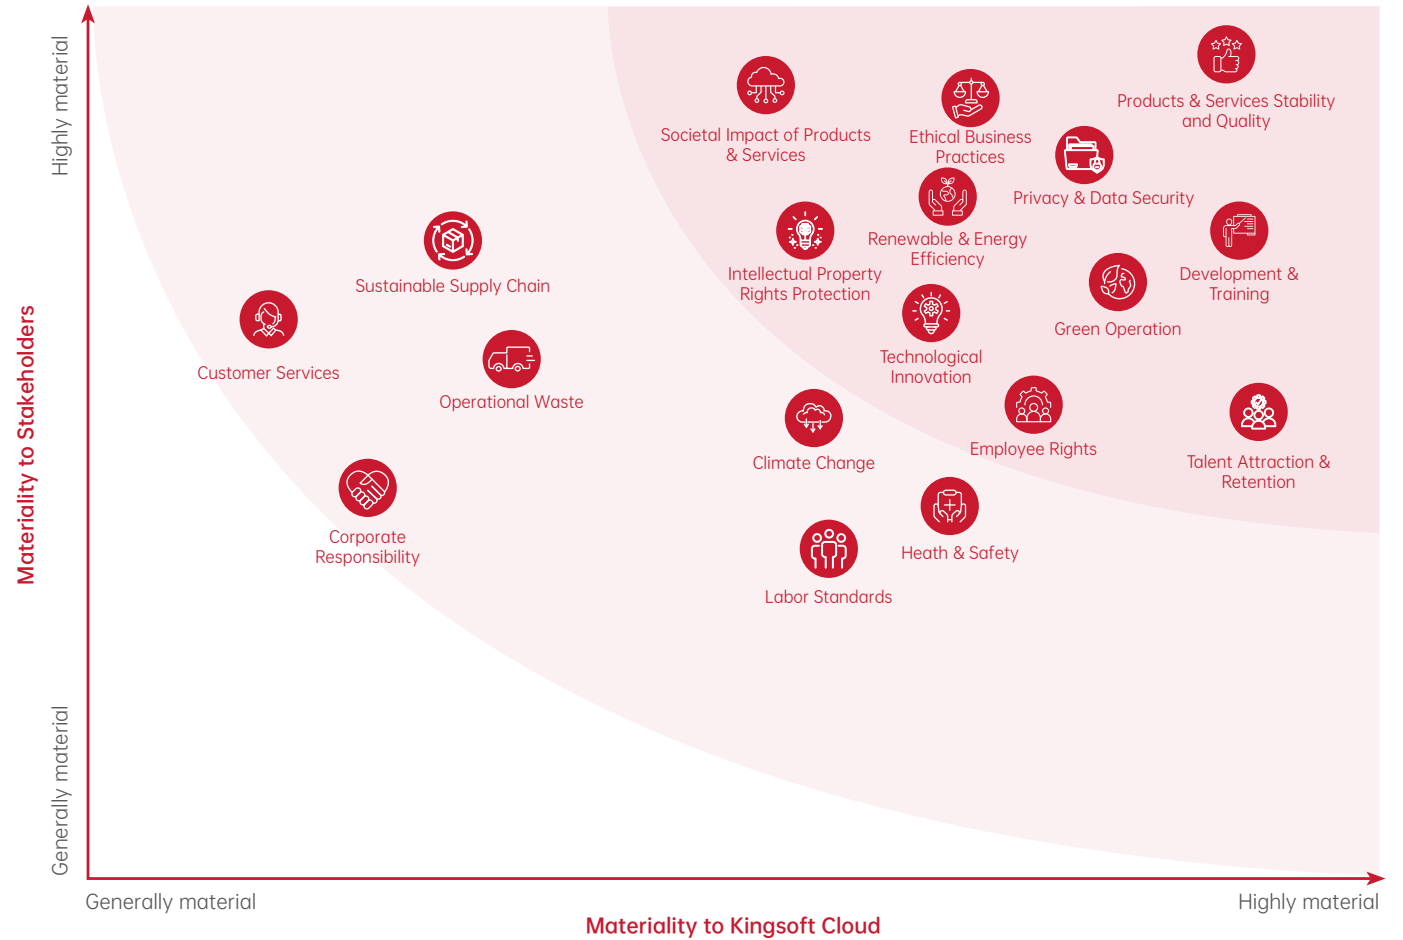 Highly material
Materiality to Stakeholders
Generally material
Products & Services Stability
and Quality
Societal Impact of Products
& Services
Ethical Business
Practices
Privacy & Data Security
Renewable & Energy
Efficiency
Intellectual Property
Rights Protection
Development &
Training
Sustainable Supply Chain
Green Operation
Customer Services
Technological
Innovation
Operational Waste
Employee Rights
Climate Change
Talent Attraction &
Retention
Corporate
Responsibility
Heath & Safety
Labor Standards
Generally material
Highly material
Materiality to Kingsoft Cloud